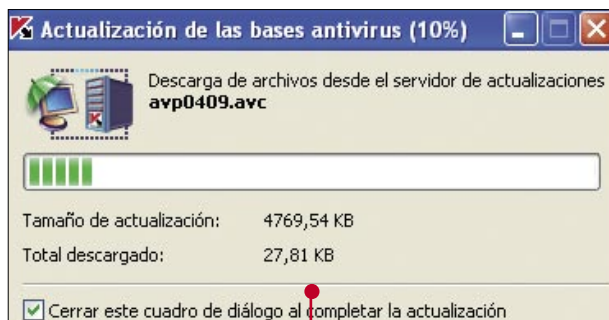 Actualización de las bases antivirus (10%)
Descarga de archivos desde el servidor de actualizaciones
avp0409.avc
Tamaño de actualización: 4769,54 KB
Total descargado: 27,81 KB
Cerrar este cuadro de diálogo al completar la actualización